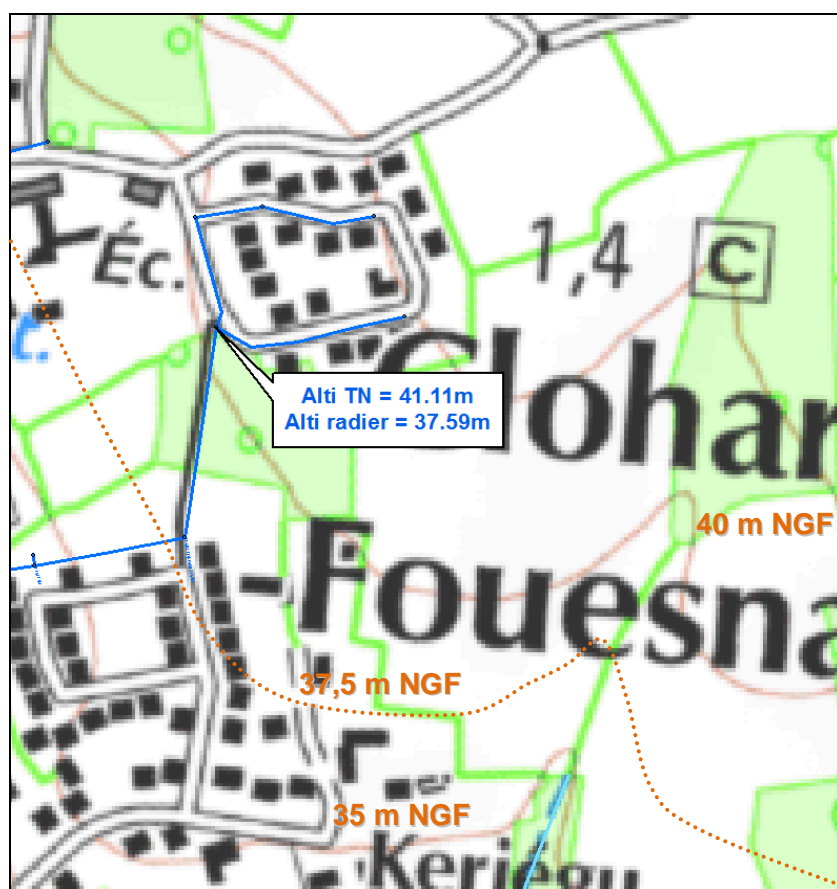 Éc.
1,4
C
t.
Clohar
Alti TN = 41.11m
Alti radier = 37.59m
40 m NGF
-Fouesna
37,5 m NGF
35 m NGF
Keriégu